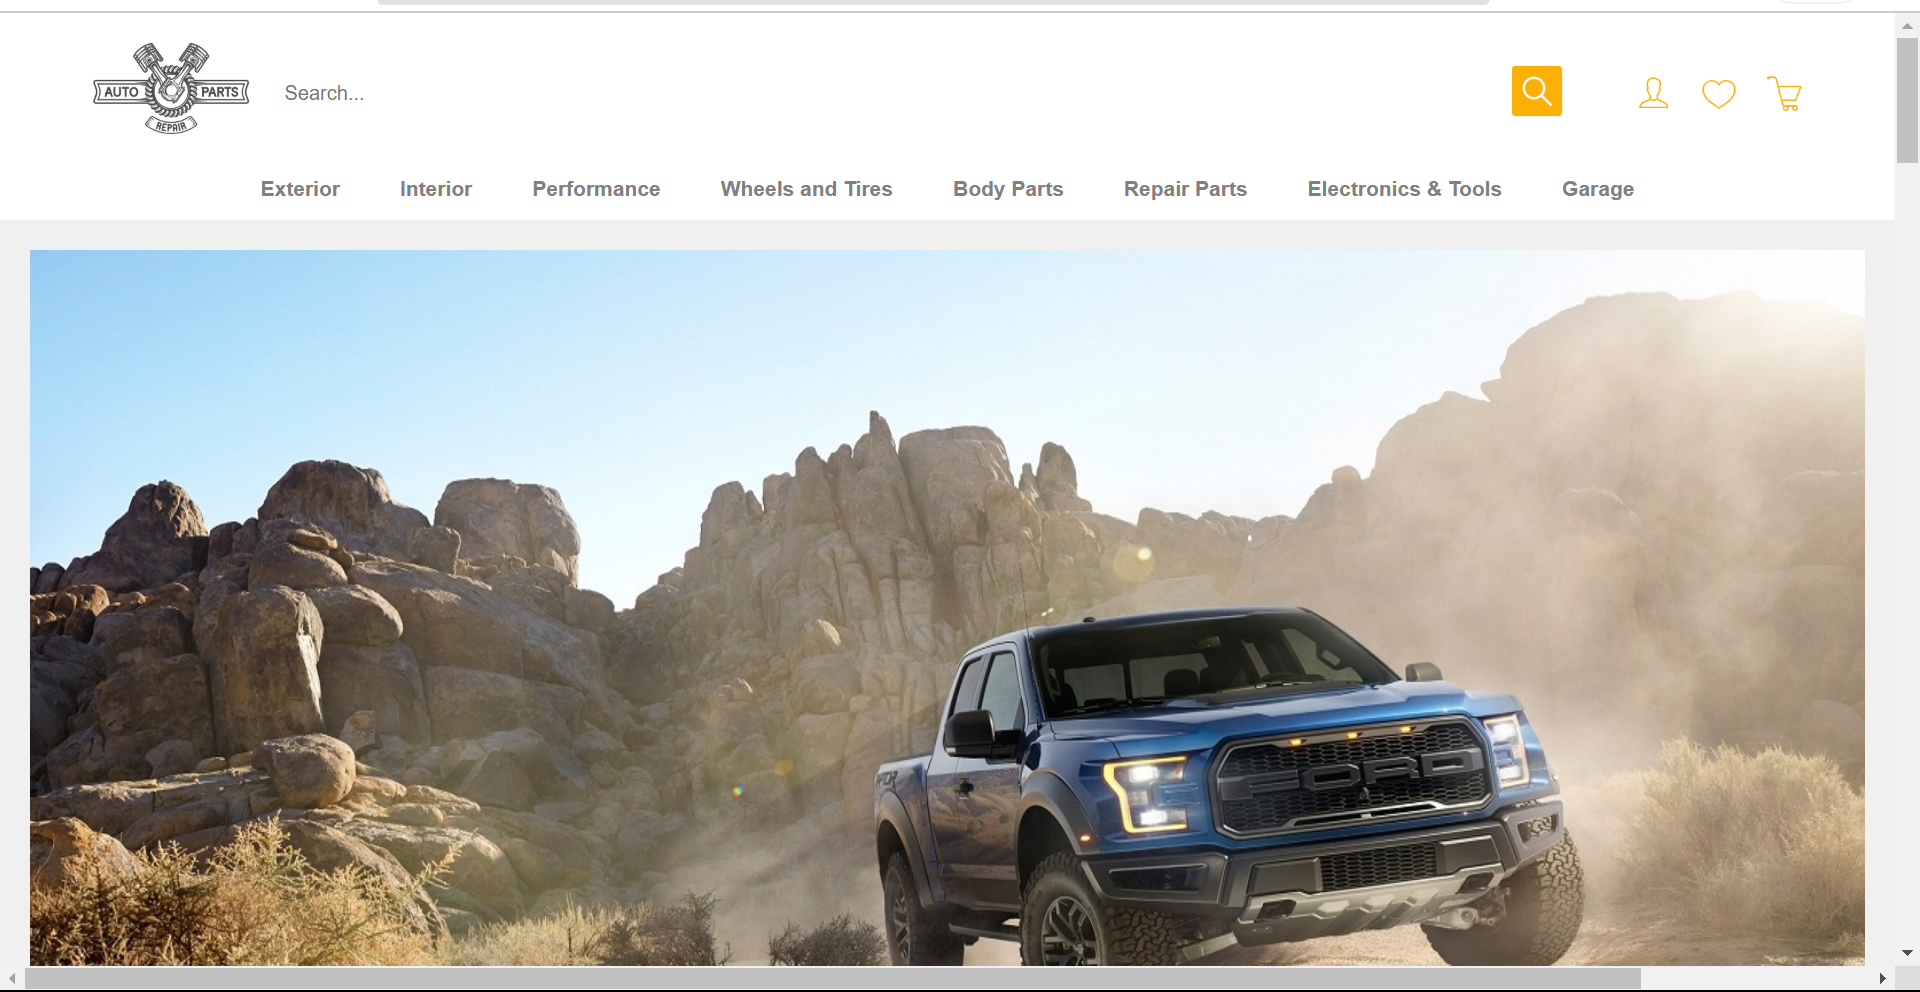 AUTO PARTS
REPAIR
Search...
Exterior Interior Performance Wheels and Tires Body Parts Repair Parts Electronics & Tools Garage
FORD